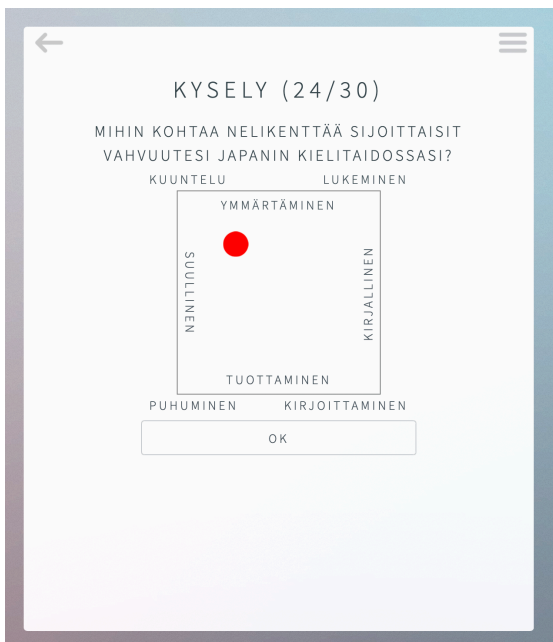 KYSELY (24/30)
MIHIN KOHTAA NELIKENTTÄÄ SIJOITTAISIT
VAHVUUTESI JAPANIN KIELITAIDOSSASI?
KUUNTELU LUKEMINEN
YMMÄRTÄMINEN
SUULLINEN
KIRJALLINEN
TUOTTAMINEN
PUHUMINEN KIRJOITTAMINEN
OK